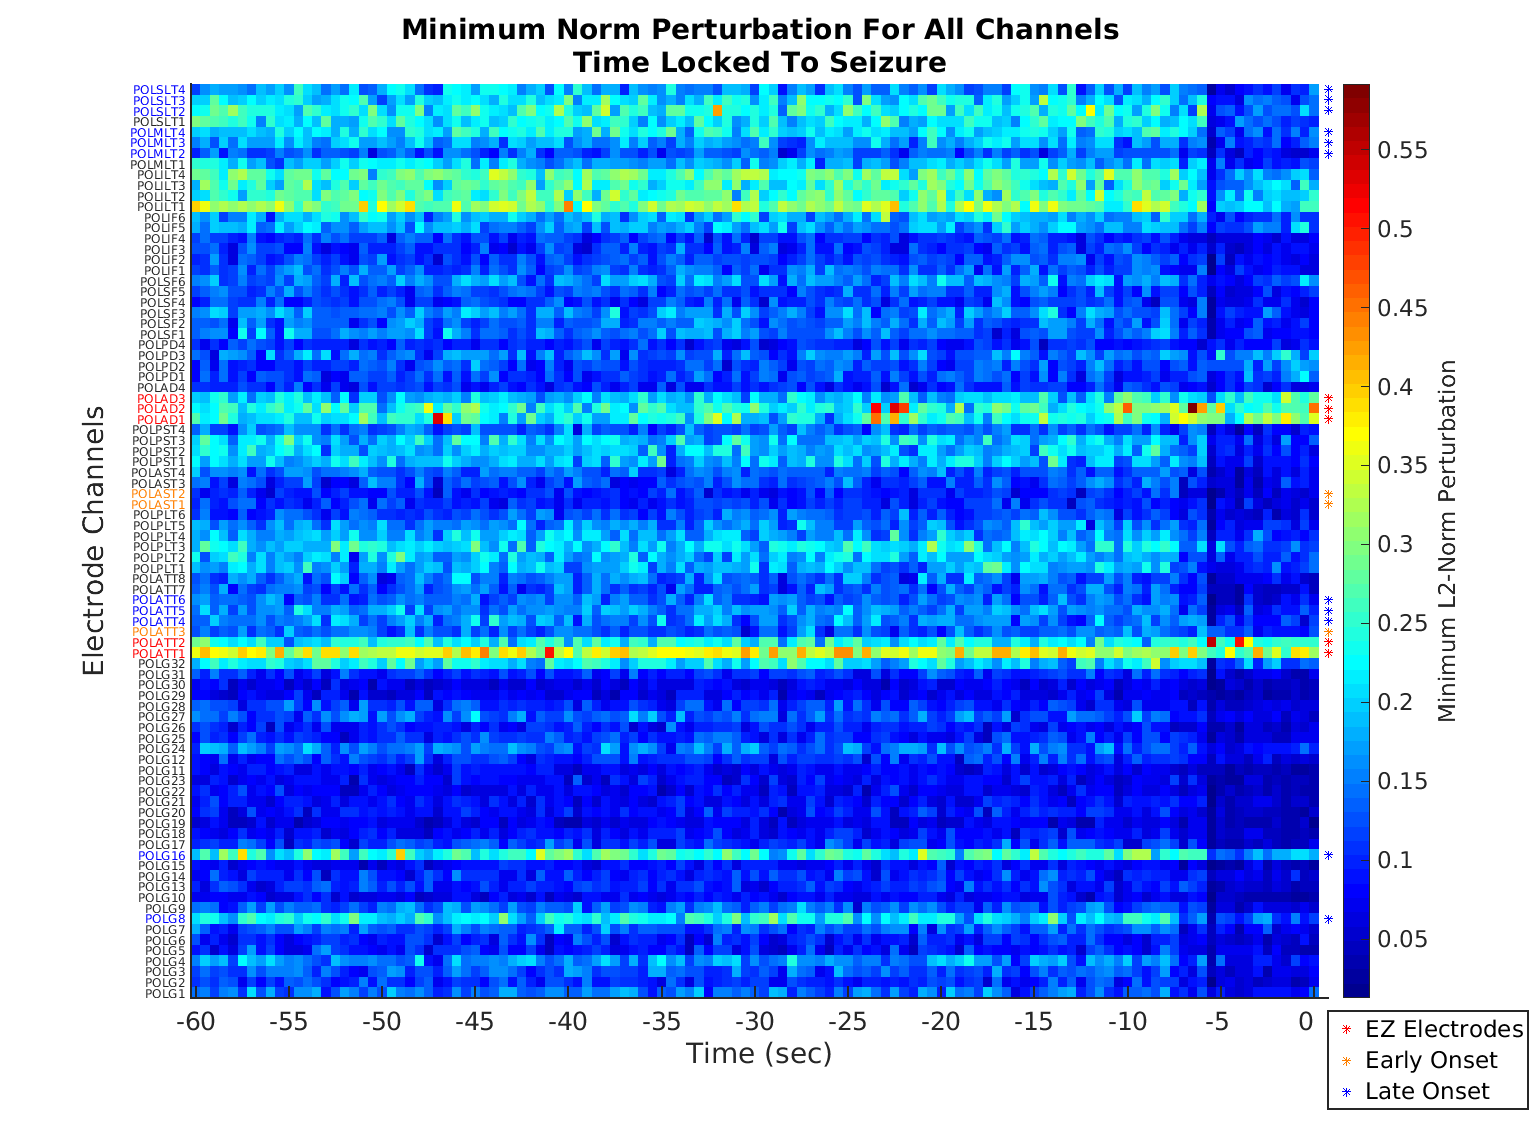 Minimum Norm Perturbation For All Channels
Time Locked To Seizure
Electrode Channels
POLSLT4
POLSLT3
POLSLT2
POLSLT1
POLMLT4
POLMLT3
POLMLT2
POLMLT1
POLILT4
POLILT3
POLILT2
POLILT1
POLIF6
POLIF5
POLIF4
POLIF3
POLIF2
POLIF1
POLSF6
POLSF5
POLSF4
POLSF3
POLSF2
POLSF1
POLPD4
POLPD3
POLPD2
POLPD1
POLAD4
POLAD3
POLAD2
POLAD1
POLPST4
POLPST3
POLPST2
POLPST1
POLAST4
POLAST3
POLAST2
POLAST1
POLPLT6
POLPLT5
POLPLT4
POLPLT3
POLPLT2
POLPLT1
POLATT8
POLATT7
POLATT6
POLATT5
POLATT4
POLATT3
POLATT2
POLATT1
POLG32
POLG31
POLG30
POLG29
POLG28
POLG27
POLG26
POLG25
POLG24
POLG12
POLG11
POLG23
POLG22
POLG21
POLG20
POLG19
POLG18
POLG17
POLG16
POLG15
POLG14
POLG13
POLG10
POLG9
POLG8
POLG7
POLG6
POLG5
POLG4
POLG3
POLG2
POLG1
-60 -55 -50 -45 -40 -35 -30 -25 -20 -15 -10 -5 0
Time (sec)
0.55
0.5
0.45
0.4
0.35
0.3
0.25
0.2
0.15
0.1
0.05
Minimum L2-Norm Perturbation
EZ Electrodes
Early Onset
Late Onset